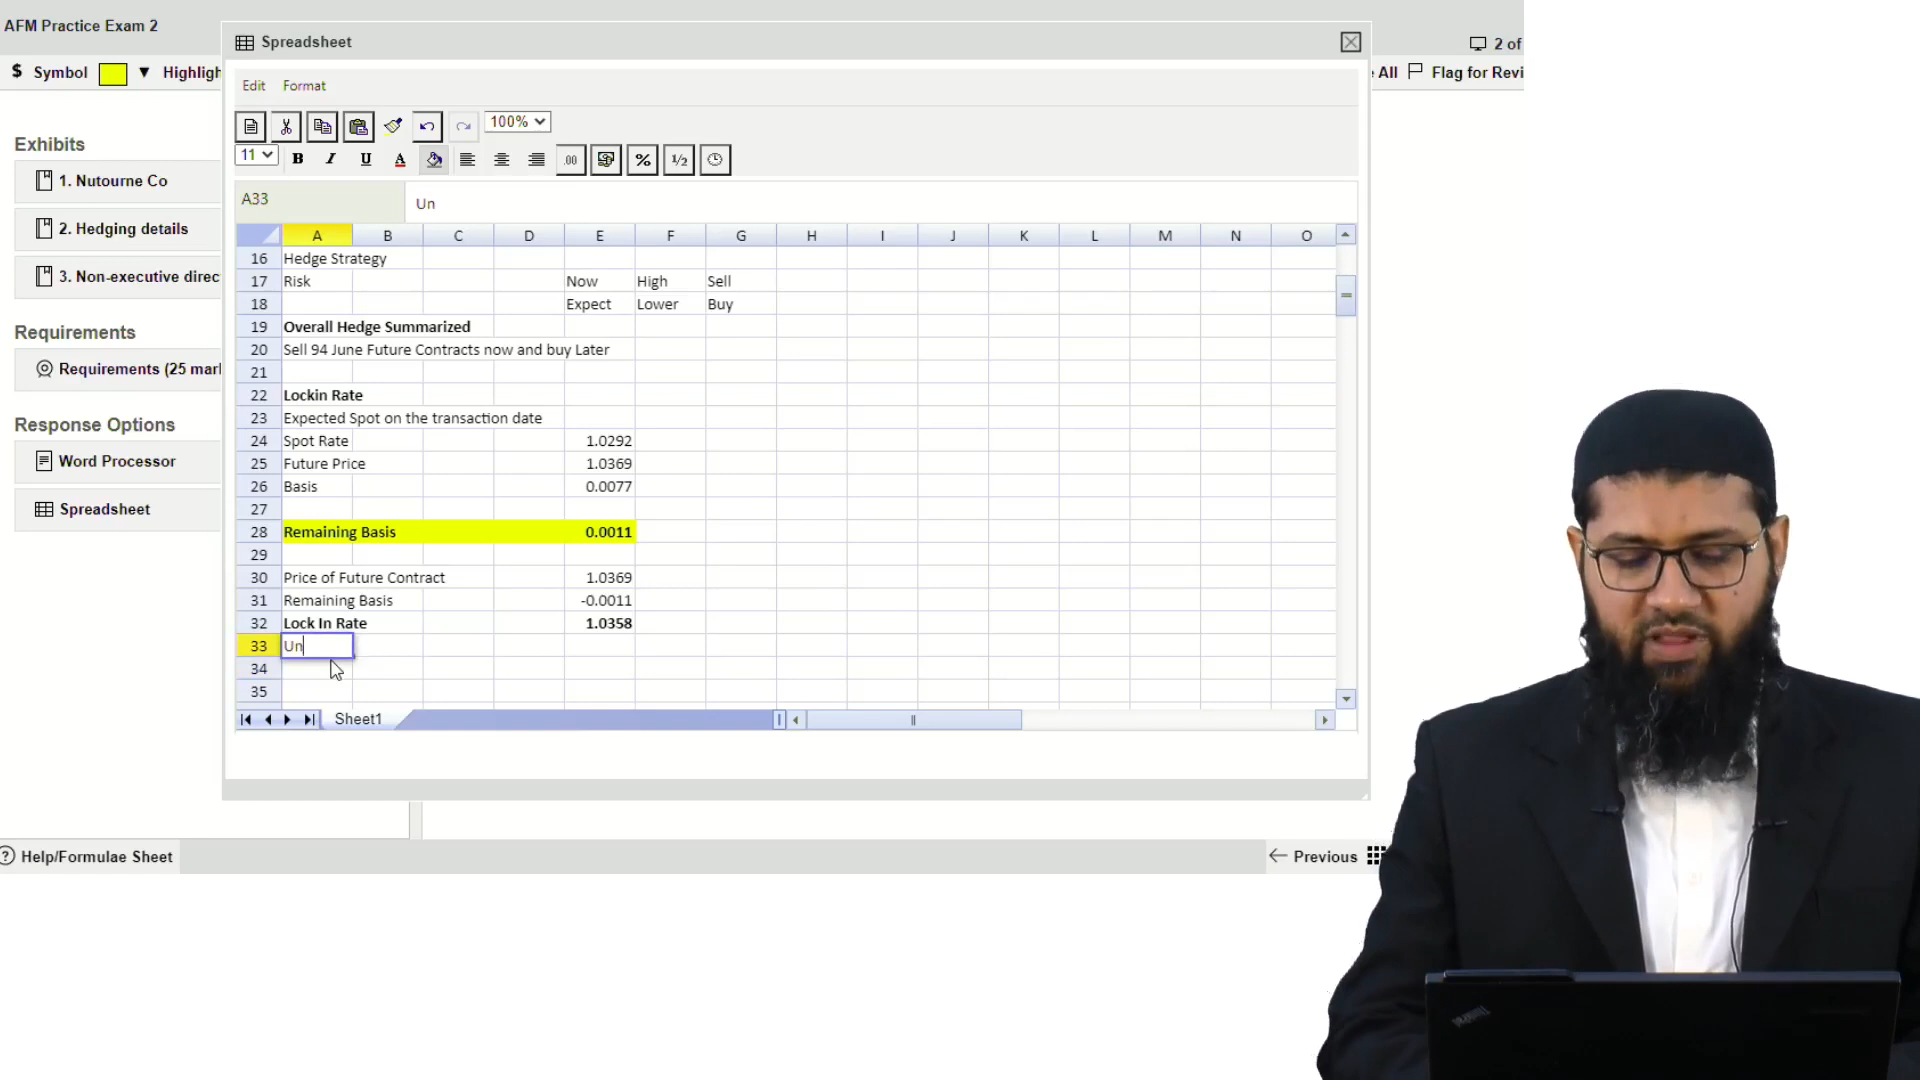 AFM Practice Exam 2
Spreadsheet
2 of
$ Symbol
Highligh
All
Flag for Revi
Edit Format
100%
11
B I U A .00 % 1/2
Exhibits
1. Nutourne Co
2. Hedging details
3. Non-executive direc
Requirements
Requirements (25 mar
Response Options
Word Processor
Spreadsheet
A33 Un
A B C D E F G H I J K L M N O
16 Hedge Strategy
17 Risk Now High Sell
18 Expect Lower Buy
19 Overall Hedge Summarized
20 Sell 94 June Future Contracts now and buy Later
21
22 Lockin Rate
23 Expected Spot on the transaction date
24 Spot Rate 1.0292
25 Future Price 1.0369
26 Basis 0.0077
27
28 Remaining Basis 0.0011
29
30 Price of Future Contract 1.0369
31 Remaining Basis -0.0011
32 Lock In Rate 1.0358
33 Un
34
35
Sheet1
? Help/Formulae Sheet
Previous